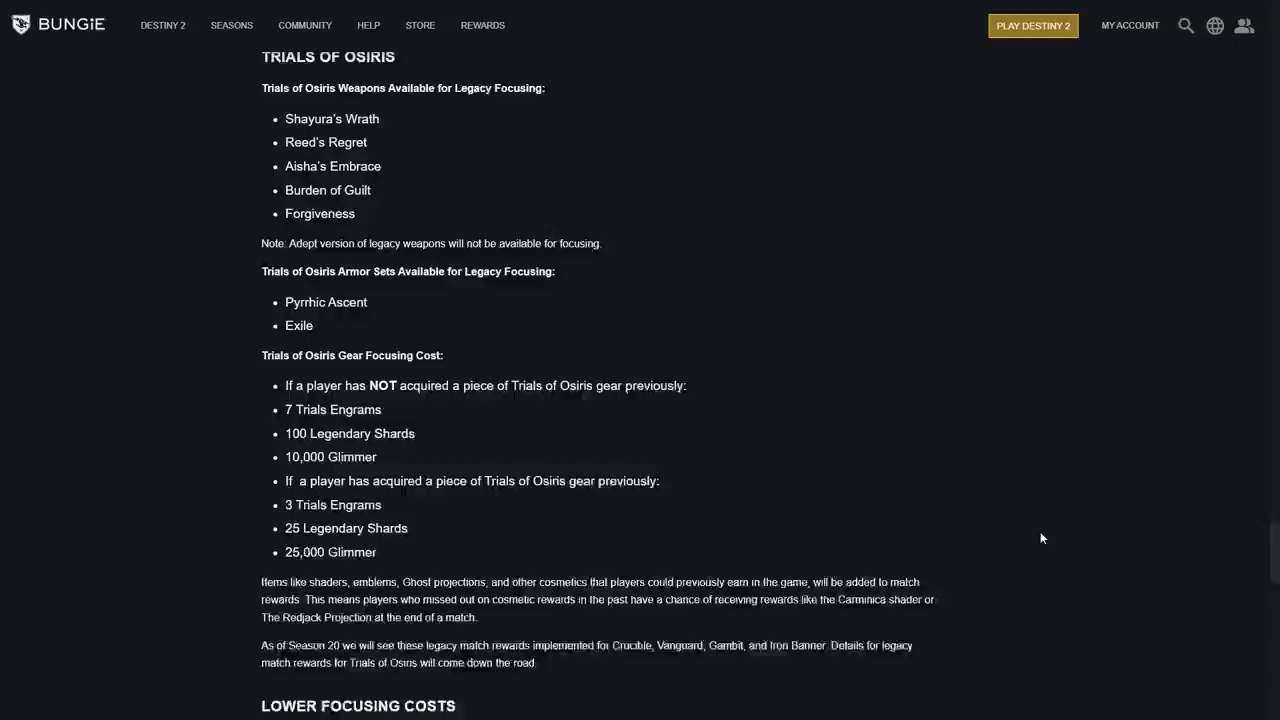 BUNGiE DESTINY 2 SEASONS COMMUNITY HELP STORE REWARDS PLAY DESTINY 2 MY ACCOUNT
TRIALS OF OSIRIS
Trials of Osiris Weapons Available for Legacy Focusing:
• Shayura's Wrath
• Reed's Regret
• Aisha's Embrace
• Burden of Guilt
• Forgiveness
Note: Adept version of legacy weapons will not be available for focusing.
Trials of Osiris Armor Sets Available for Legacy Focusing:
• Pyrrhic Ascent
• Exile
Trials of Osiris Gear Focusing Cost:
• If a player has NOT acquired a piece of Trials of Osiris gear previously:
• 7 Trials Engrams
• 100 Legendary Shards
• 10,000 Glimmer
• If a player has acquired a piece of Trials of Osiris gear previously:
• 3 Trials Engrams
• 25 Legendary Shards
• 25,000 Glimmer
Items like shaders, emblems, Ghost projections, and other cosmetics that players could previously earn in the game, will be added to match
rewards. This means players who missed out on cosmetic rewards in the past have a chance of receiving rewards like the Carminica shader or
The Redjack Projection at the end of a match.
As of Season 20 we will see these legacy match rewards implemented for Crucible, Vanguard, Gambit, and Iron Banner. Details for legacy
match rewards for Trials of Osiris will come down the road.
LOWER FOCUSING COSTS